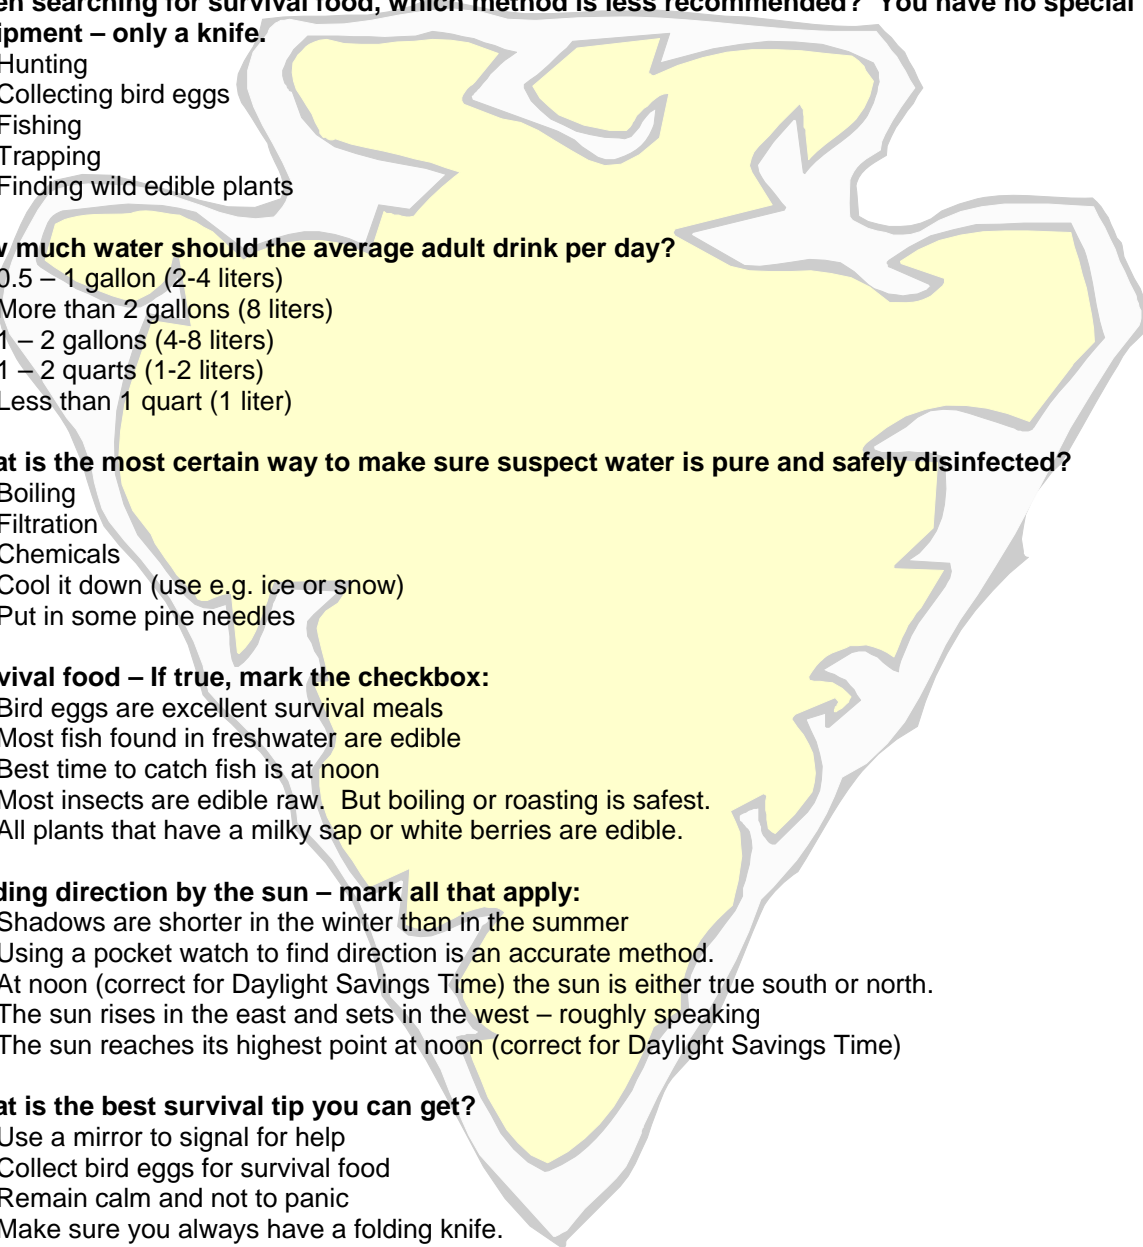 en searching for survival food, which method is less recommended? You have no special
ipment – only a knife.
Hunting
Collecting bird eggs
Fishing
Trapping
Finding wild edible plants
w much water should the average adult drink per day?
0.5 – 1 gallon (2-4 liters)
More than 2 gallons (8 liters)
1 – 2 gallons (4-8 liters)
1 – 2 quarts (1-2 liters)
Less than 1 quart (1 liter)
at is the most certain way to make sure suspect water is pure and safely disinfected?
Boiling
Filtration
Chemicals
Cool it down (use e.g. ice or snow)
Put in some pine needles
vival food – If true, mark the checkbox:
Bird eggs are excellent survival meals
Most fish found in freshwater are edible
Best time to catch fish is at noon
Most insects are edible raw. But boiling or roasting is safest.
All plants that have a milky sap or white berries are edible.
ding direction by the sun – mark all that apply:
Shadows are shorter in the winter than in the summer
Using a pocket watch to find direction is an accurate method.
At noon (correct for Daylight Savings Time) the sun is either true south or north.
The sun rises in the east and sets in the west – roughly speaking
The sun reaches its highest point at noon (correct for Daylight Savings Time)
at is the best survival tip you can get?
Use a mirror to signal for help
Collect bird eggs for survival food
Remain calm and not to panic
Make sure you always have a folding knife.